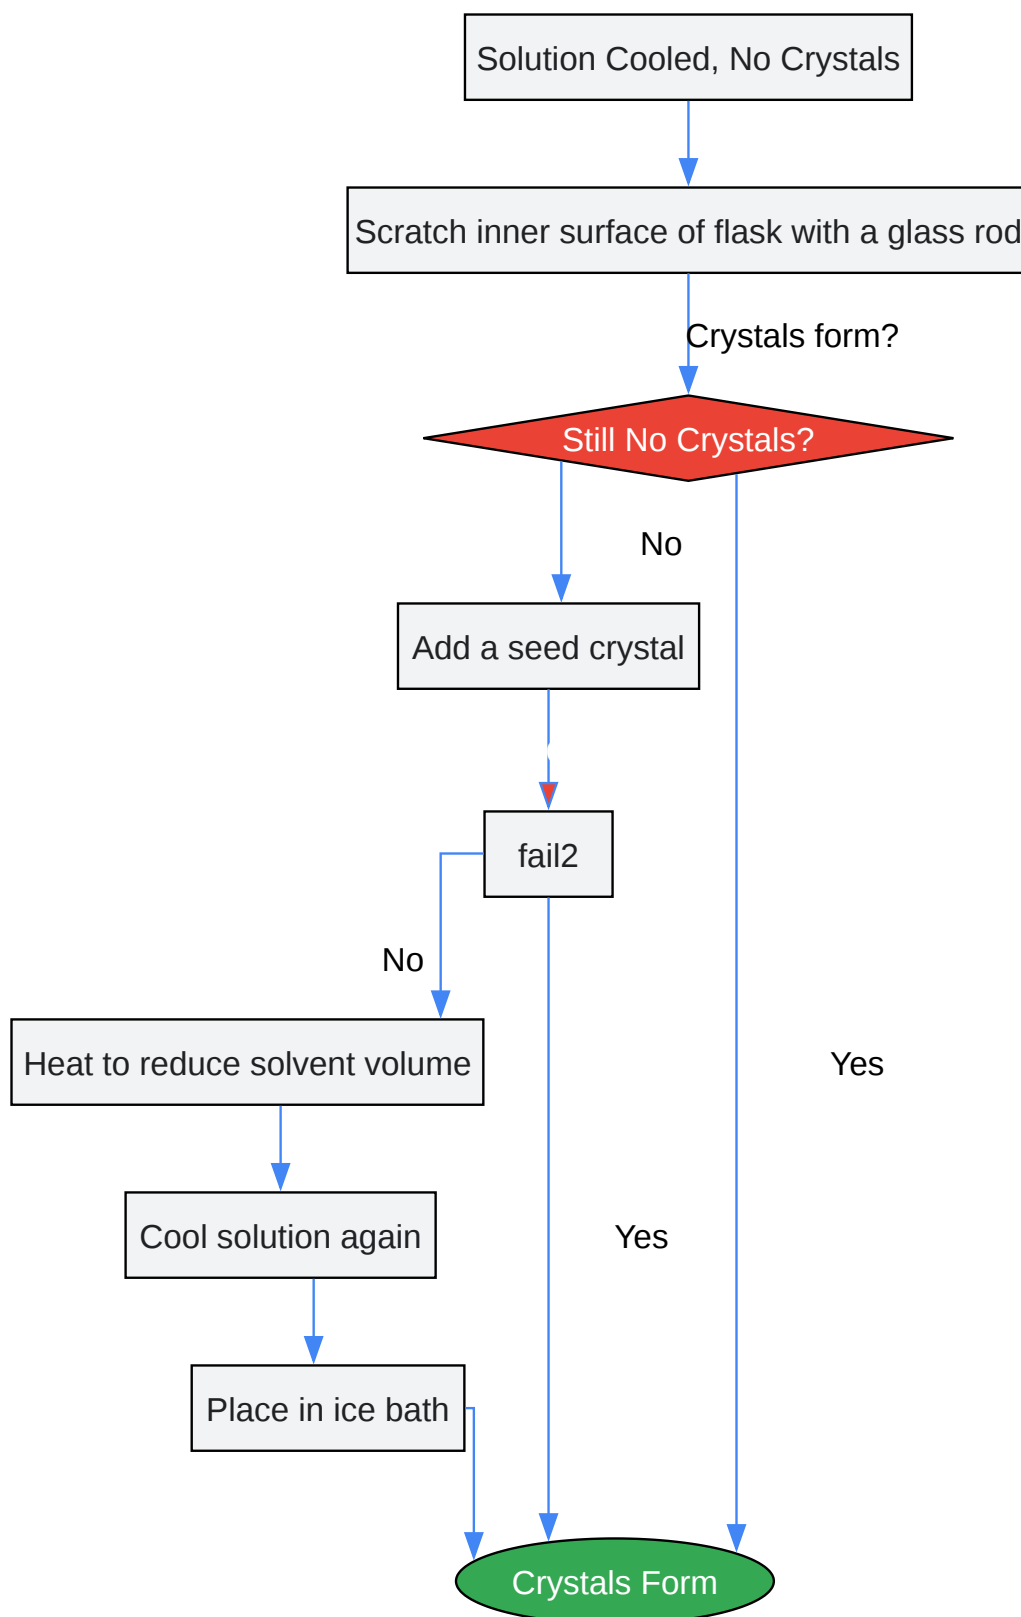 Solution Cooled, No Crystals
Scratch inner surface of flask with a glass rod
Crystals form?
Still No Crystals?
No
Add a seed crystal
fail2
No
Heat to reduce solvent volume
Yes
Cool solution again
Yes
Place in ice bath
Crystals Form